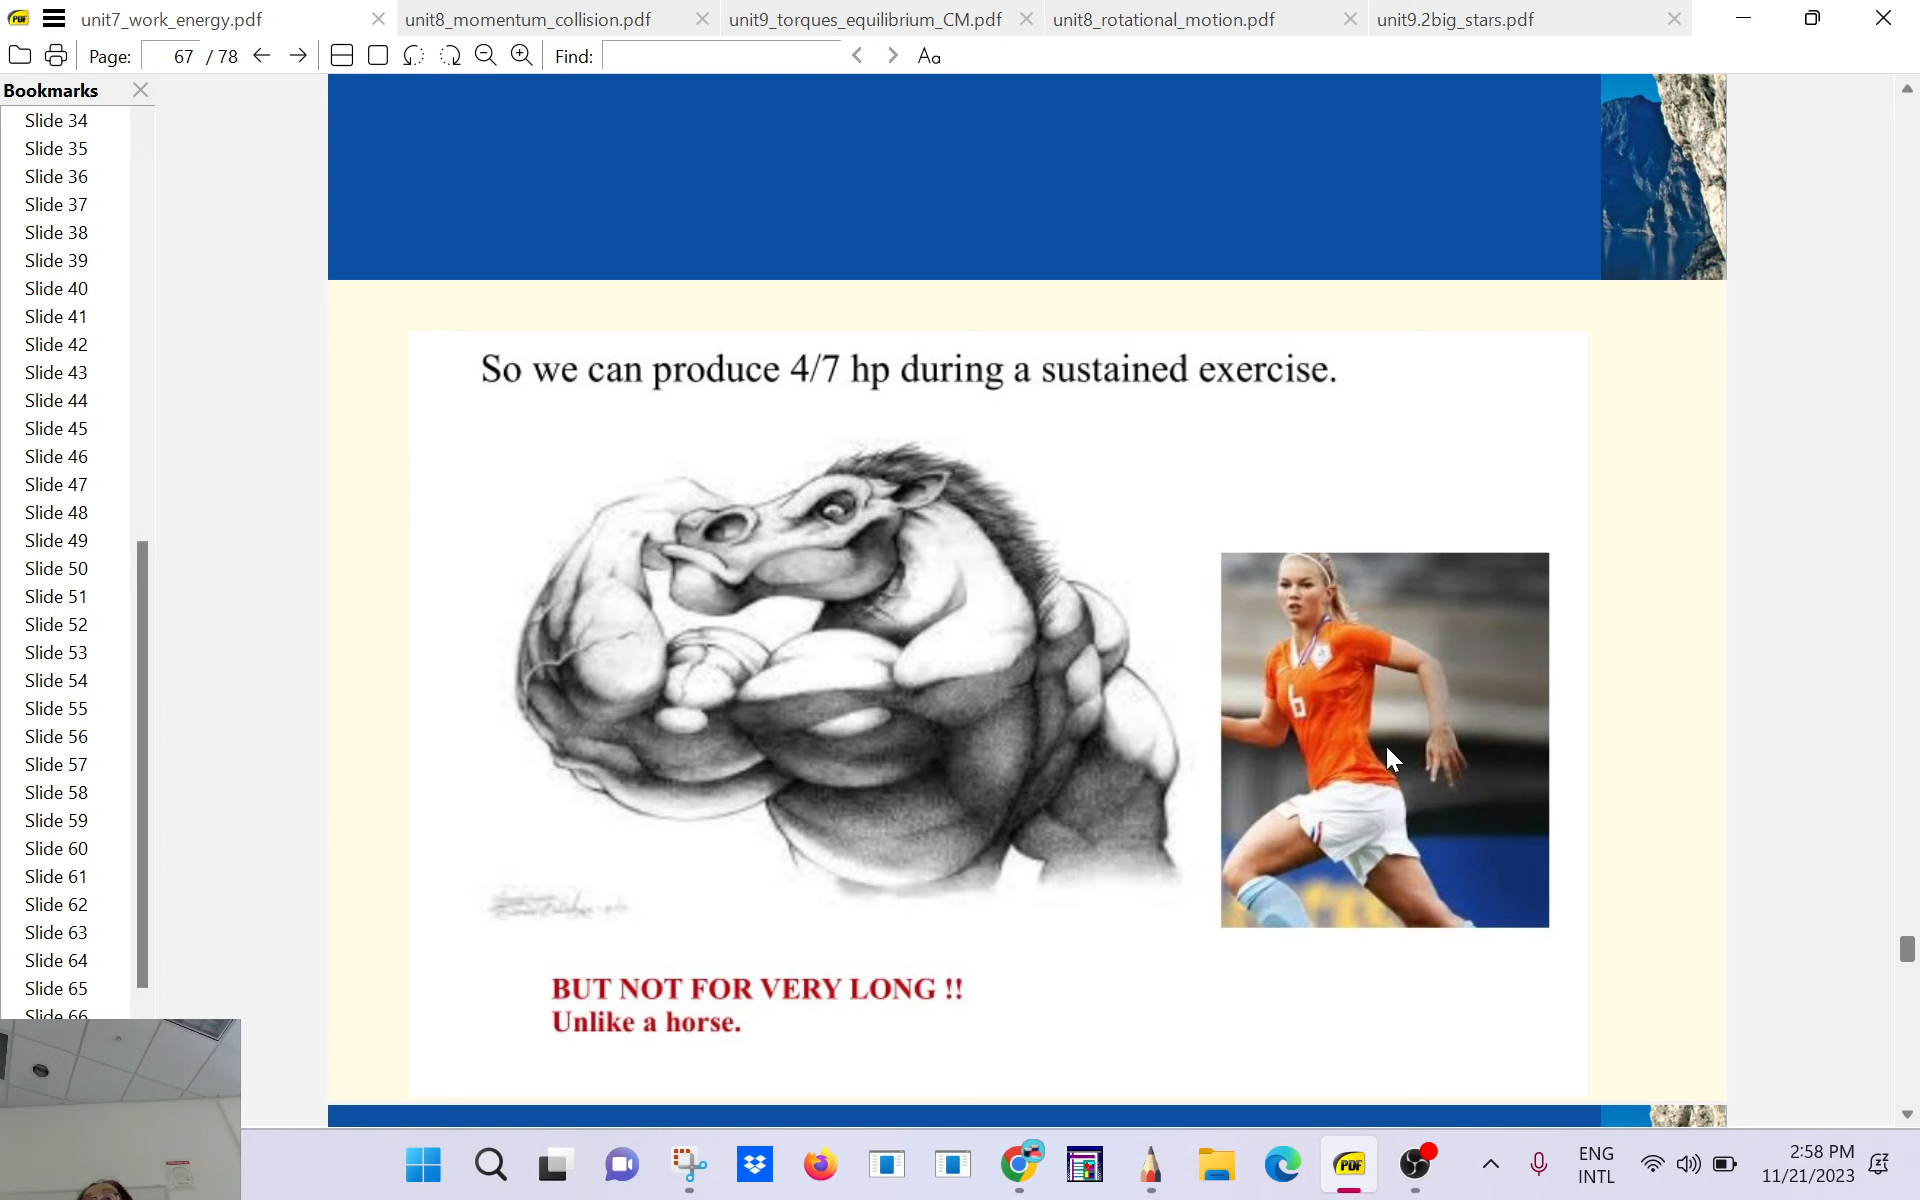 PDF
unit7_work_energy.pdf
unit8_momentum_collision.pdf
unit9_torques_equilibrium_CM.pdf
unit8_rotational_motion.pdf
unit9.2big_stars.pdf
Page: 67 / 78
Find:
Aa
Bookmarks
Slide 34
Slide 35
Slide 36
Slide 37
Slide 38
Slide 39
Slide 40
Slide 41
Slide 42
Slide 43
Slide 44
Slide 45
Slide 46
Slide 47
Slide 48
Slide 49
Slide 50
Slide 51
Slide 52
Slide 53
Slide 54
Slide 55
Slide 56
Slide 57
Slide 58
Slide 59
Slide 60
Slide 61
Slide 62
Slide 63
Slide 64
Slide 65
Slide 66
So we can produce 4/7 hp during a sustained exercise.
6
BUT NOT FOR VERY LONG !!
Unlike a horse.
PDF
ENG
INTL
2:58 PM
11/21/2023